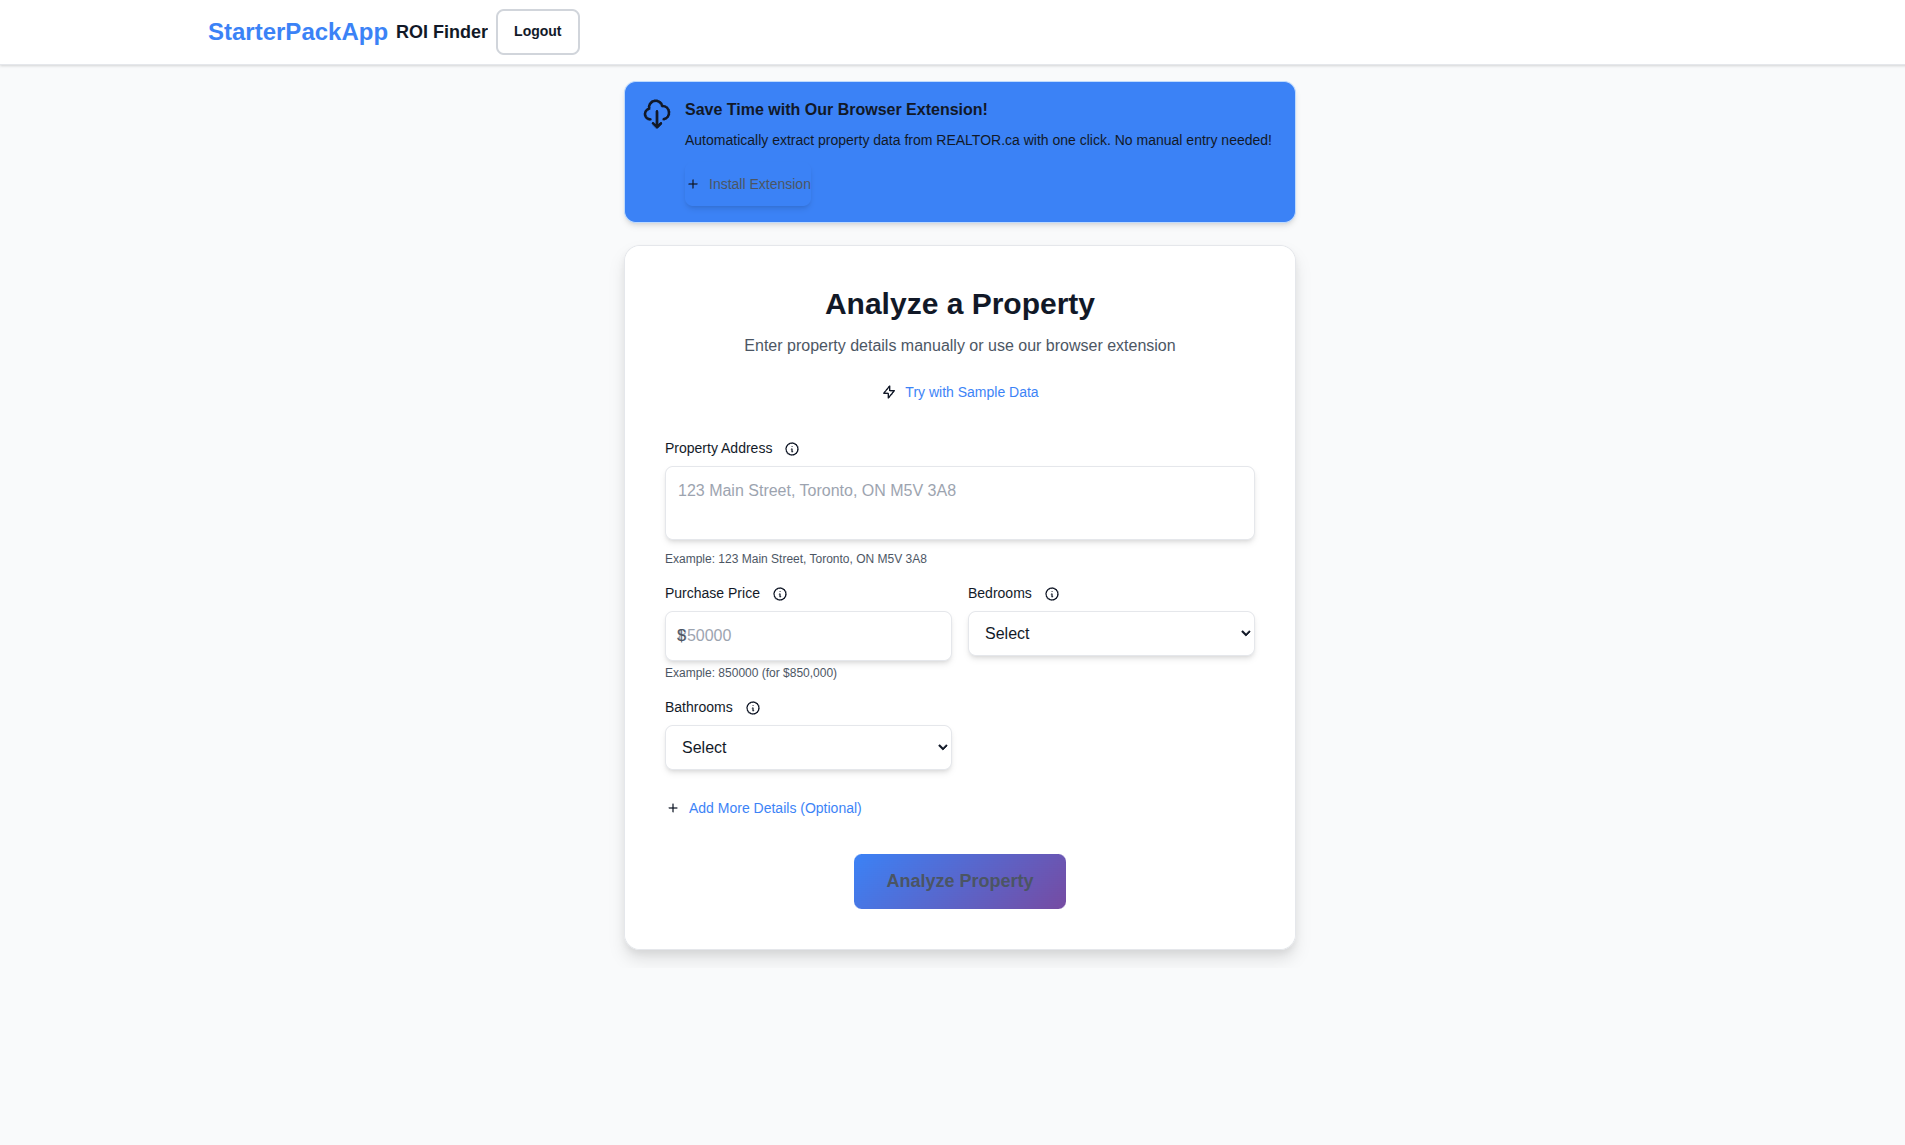 StarterPackApp ROI Finder Logout
Save Time with Our Browser Extension!
Automatically extract property data from REALTOR.ca with one click. No manual entry needed!
Install Extension
Analyze a Property
Enter property details manually or use our browser extension
Try with Sample Data
Property Address
123 Main Street, Toronto, ON M5V 3A8
Example: 123 Main Street, Toronto, ON M5V 3A8
Purchase Price Bedrooms
$50000 Select
Example: 850000 (for $850,000)
Bathrooms
Select
Add More Details (Optional)
Analyze Property